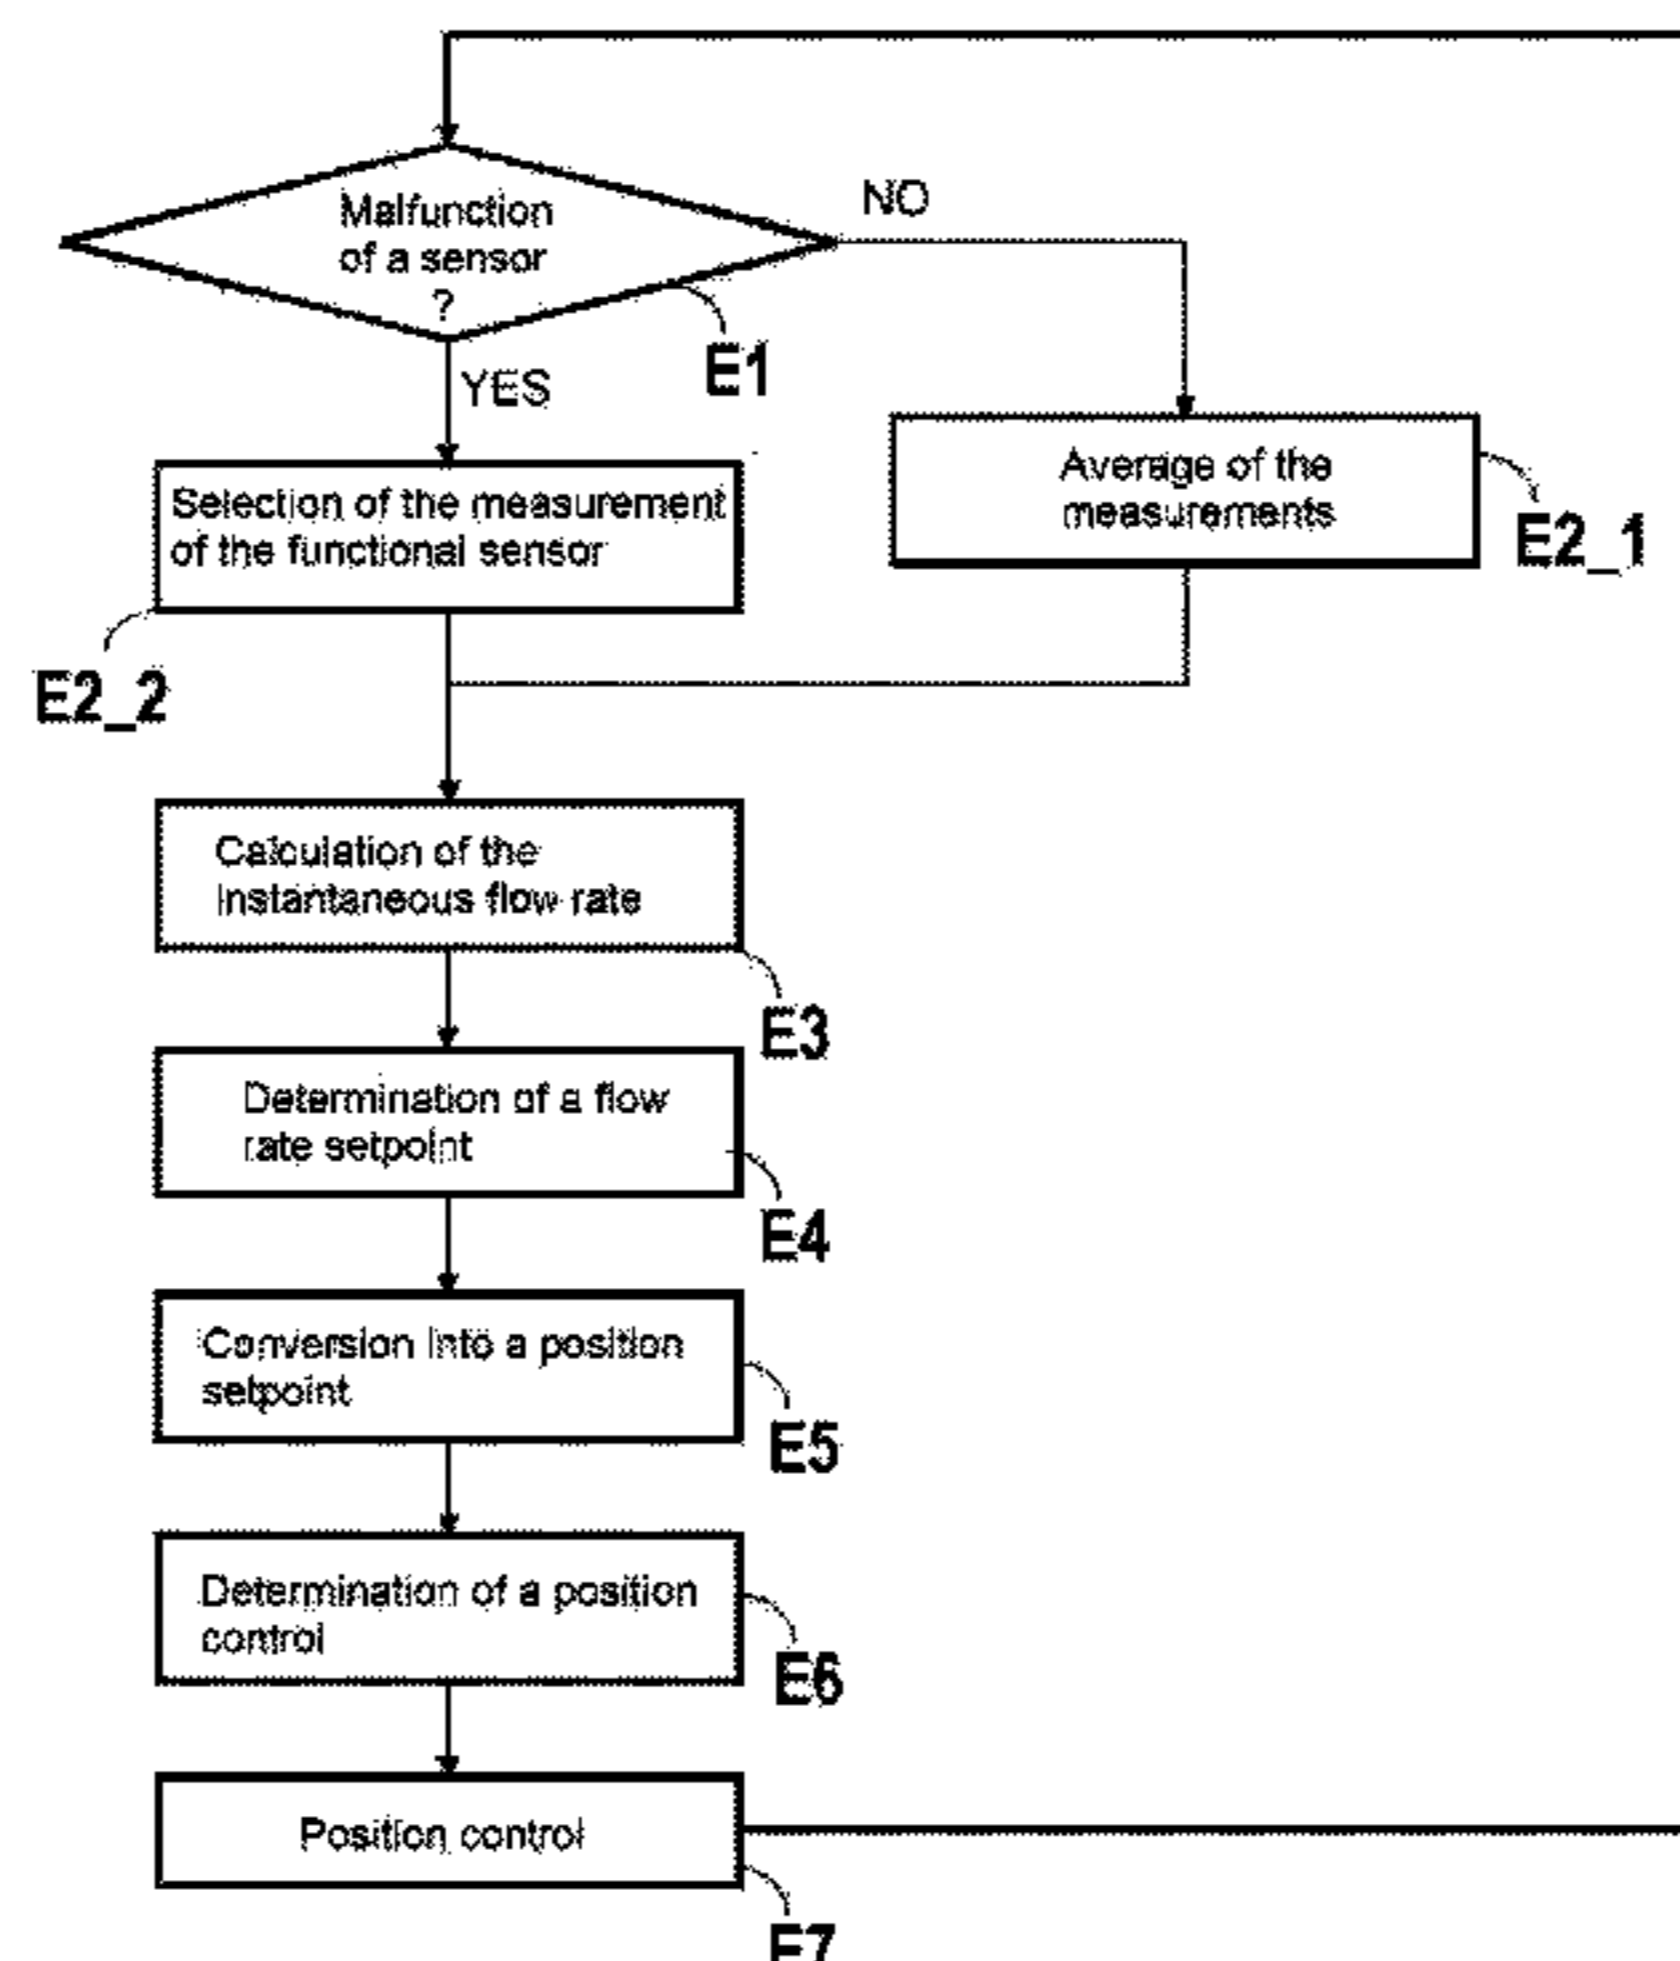 Malfunction
of a sensor
?
NO
E1
YES
Average of the
measurements
E2_1
Selection of the measurement
of the functional sensor
E2_2
Calculation of the
Instantaneous flow rate
E3
Determination of a flow
rate setpoint
E4
Conversion into a position
setpoint
E5
Determination of a position
control
E6
Position control
E7